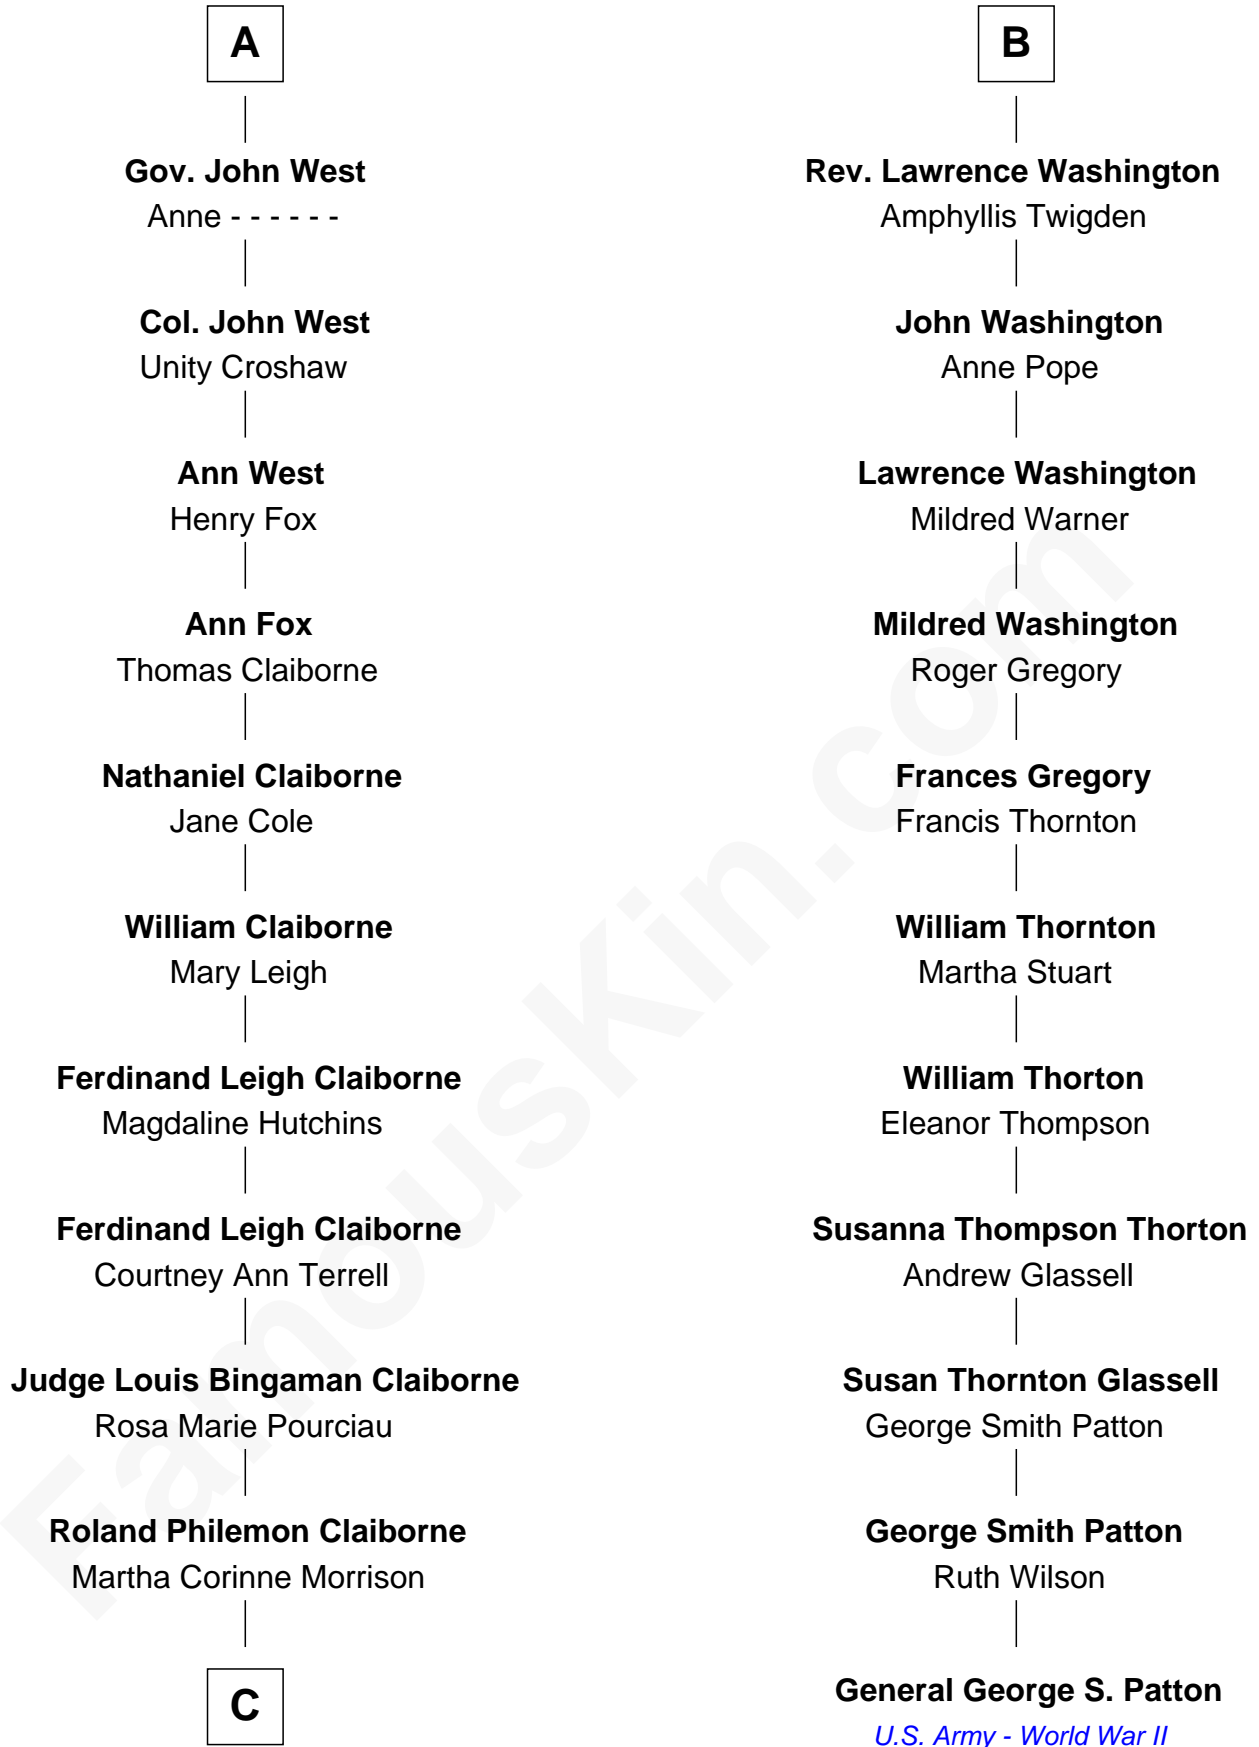 A
Gov. John West
Anne - - - - - -
Col. John West
Unity Croshaw
Ann West
Henry Fox
Ann Fox
Thomas Claiborne
Nathaniel Claiborne
Jane Cole
William Claiborne
Mary Leigh
Ferdinand Leigh Claiborne
Magdaline Hutchins
Ferdinand Leigh Claiborne
Courtney Ann Terrell
Judge Louis Bingaman Claiborne
Rosa Marie Pourciau
Roland Philemon Claiborne
Martha Corinne Morrison
C
B
Rev. Lawrence Washington
Amphyllis Twigden
John Washington
Anne Pope
Lawrence Washington
Mildred Warner
Mildred Washington
Roger Gregory
Frances Gregory
Francis Thornton
William Thornton
Martha Stuart
William Thorton
Eleanor Thompson
Susanna Thompson Thorton
Andrew Glassell
Susan Thornton Glassell
George Smith Patton
George Smith Patton
Ruth Wilson
General George S. Patton
U.S. Army - World War II
FamousKin.com